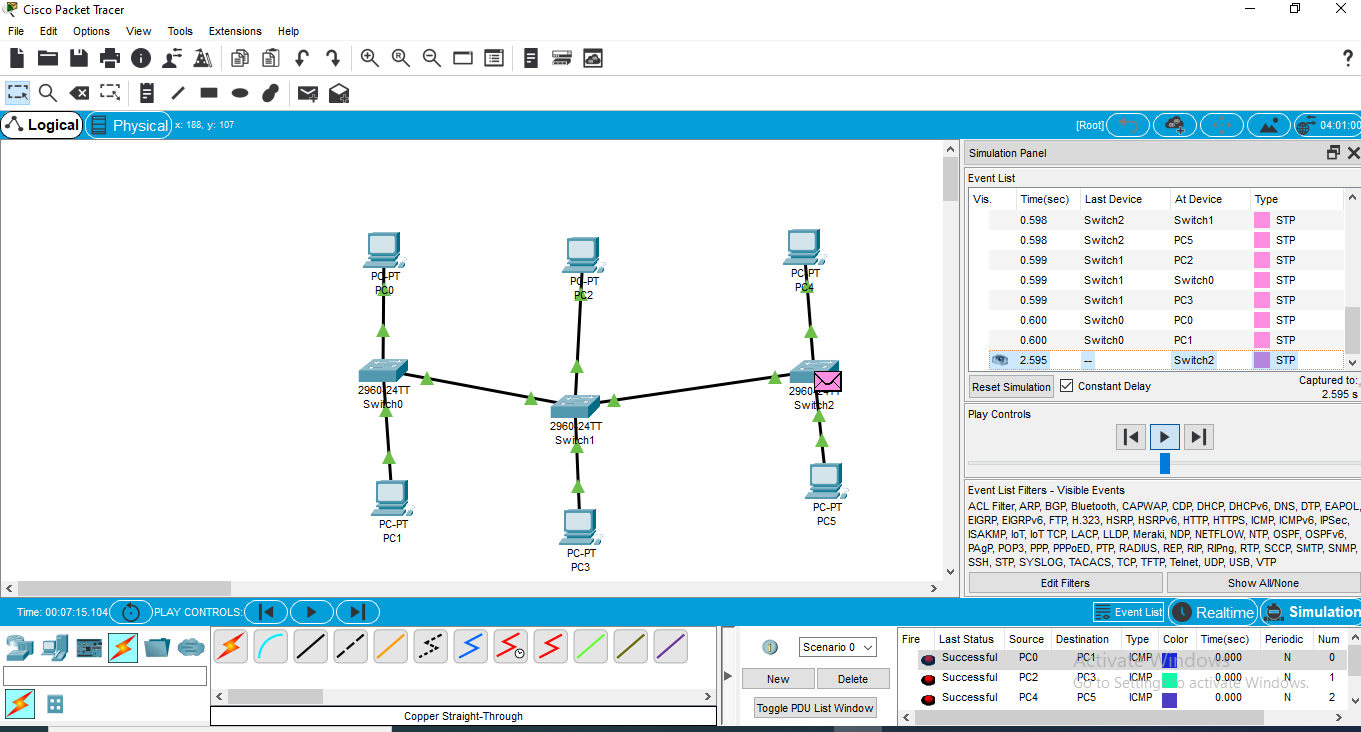 Cisco Packet Tracer
File Edit Options View Tools Extensions Help
Logical
Physical
x: 188, y: 107
[Root]
04:01:00
PC-PT
PC0
PC-PT
PC2
PC-PT
PC4
2960-24TT
Switch0
2960-24TT
Switch1
2960-24TT
Switch2
PC-PT
PC1
PC-PT
PC3
PC-PT
PC5
Simulation Panel
Event List
Vis. Time(sec) Last Device At Device Type
0.598 Switch2 Switch1 STP
0.598 Switch2 PC5 STP
0.599 Switch1 PC2 STP
0.599 Switch1 Switch0 STP
0.599 Switch1 PC3 STP
0.600 Switch0 PC0 STP
0.600 Switch0 PC1 STP
2.595 -- Switch2 STP
Reset Simulation Constant Delay
Captured to:
2.595 s
Play Controls
Event List Filters - Visible Events
ACL Filter, ARP, BGP, Bluetooth, CAPWAP, CDP, DHCP, DHCPv6, DNS, DTP, EAPOL,
EIGRP, EIGRPv6, FTP, H.323, HSRP, HSRPv6, HTTP, HTTPS, ICMP, ICMPv6, IPSec,
ISAKMP, IoT, IoT TCP, LACP, LLDP, Meraki, NDP, NETFLOW, NTP, OSPF, OSPFv6,
PAgP, POP3, PPP, PPPoED, PTP, RADIUS, REP, RIP, RIPng, RTP, SCCP, SMTP, SNMP,
SSH, STP, SYSLOG, TACACS, TCP, TFTP, Telnet, UDP, USB, VTP
Edit Filters Show All/None
Time: 00:07:15.104 PLAY CONTROLS:
Event List Realtime Simulation
Copper Straight-Through
Scenario 0
New Delete
Toggle PDU List Window
Fire Last Status Source Destination Type Color Time(sec) Periodic Num
Successful PC0 PC1 ICMP 0.000 N 0
Successful PC2 PC3 ICMP 0.000 N 1
Successful PC4 PC5 ICMP 0.000 N 2
Activate Windows
Go to Settings to activate Windows.